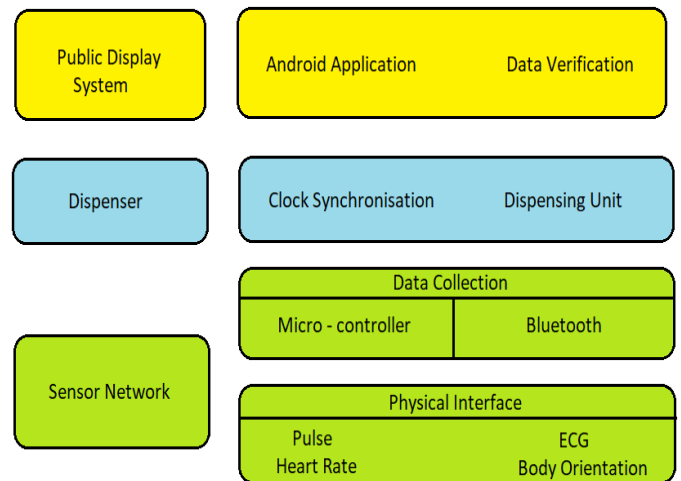 Public Display
System
Android Application
Data Verification
Dispenser
Clock Synchronisation
Dispensing Unit
Sensor Network
Data Collection
Micro - controller
Bluetooth
Physical Interface
Pulse
ECG
Heart Rate
Body Orientation